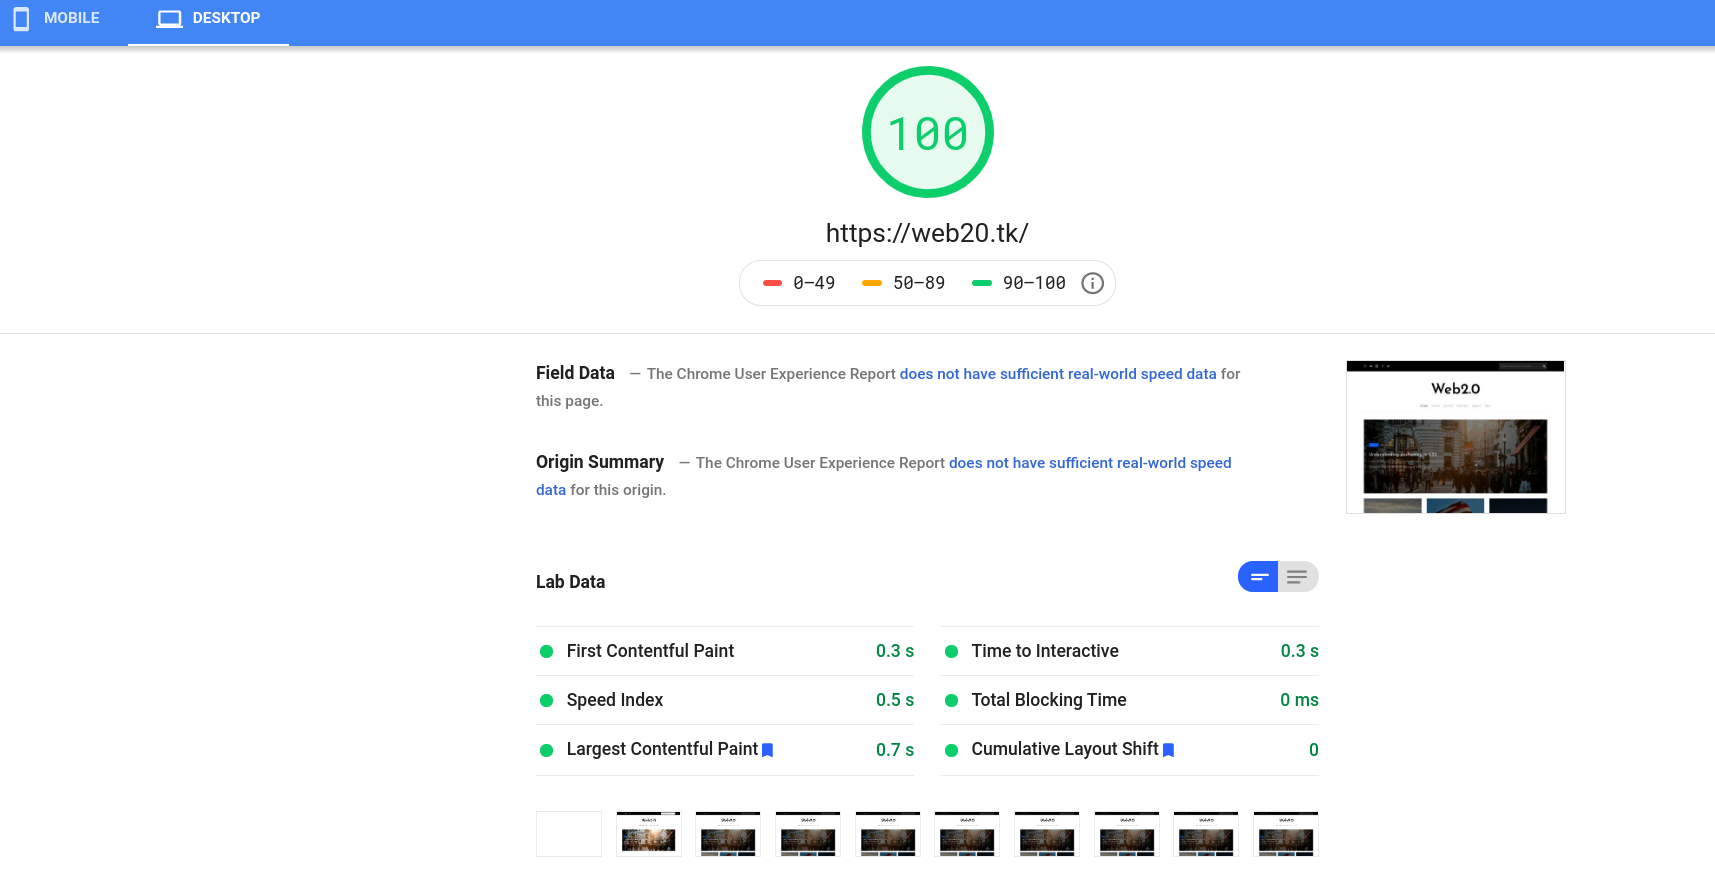 MOBILE
DESKTOP
100
https://web20.tk/
0–49
50–89
90–100
Field Data — The Chrome User Experience Report does not have sufficient real-world speed data for
this page.
Web2.0
Origin Summary — The Chrome User Experience Report does not have sufficient real-world speed
data for this origin.
Lab Data
First Contentful Paint 0.3 s
Time to Interactive 0.3 s
Speed Index 0.5 s
Total Blocking Time 0 ms
Largest Contentful Paint 0.7 s
Cumulative Layout Shift 0